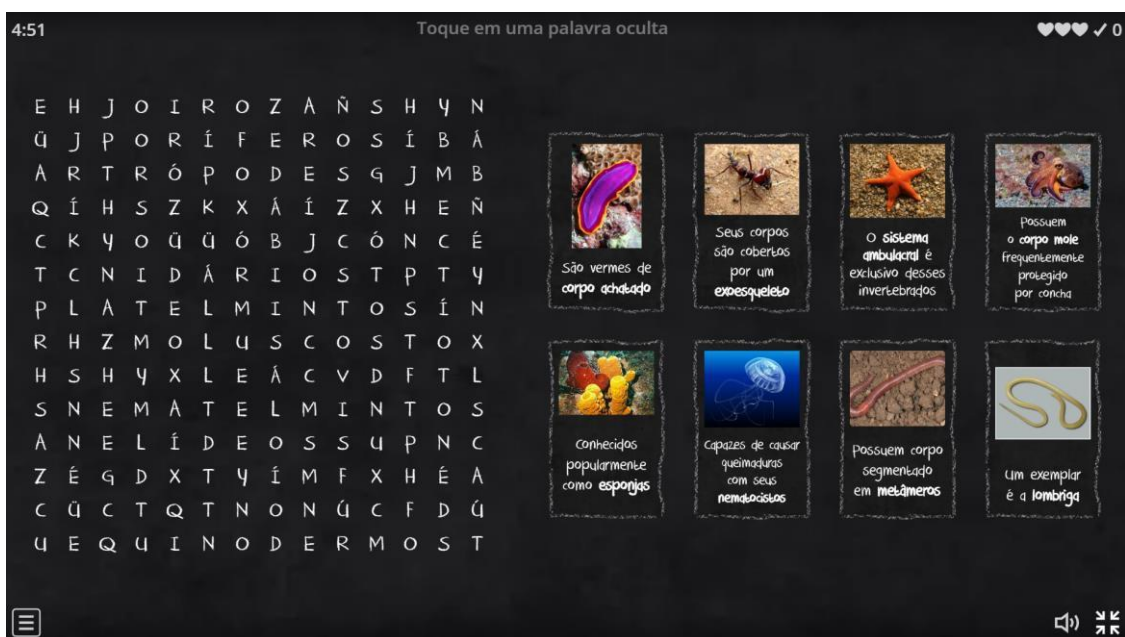 4:51
Toque em uma palavra oculta
0
E H J O I R O Z A Ñ S H Y N
Ü J P O R Í F E R O S Í B Á
A R T R Ó P O D E S G J M B
Q Í H S Z K X Á Í Z X H E Ñ
C K Y O Ü Ü Ó B J C Ó N C É
T C N I D Á R I O S T P T Y
P L A T E L M I N T O S Í N
R H Z M O L U S C O S T O X
H S H Y X L E Á C V D F T L
S N E M A T E L M I N T O S
A N E L Í D E O S S U P N C
Z É G D X T Y Í M F X H É A
C Ü C T Q T N O N Ú C F D Ú
U E Q U I N O D E R M O S T
São vermes de
corpo achatado
Seus corpos
são cobertos
por um
exoesqueleto
O sistema
ambulacral é
exclusivo desses
invertebrados
Possuem
o corpo mole
frequentemente
protegido
por concha
Conhecidos
popularmente
como esponjas
Capazes de causar
queimaduras
com seus
nematocistos
Possuem corpo
segmentado
em metâmeros
Um exemplar
é a lombriga